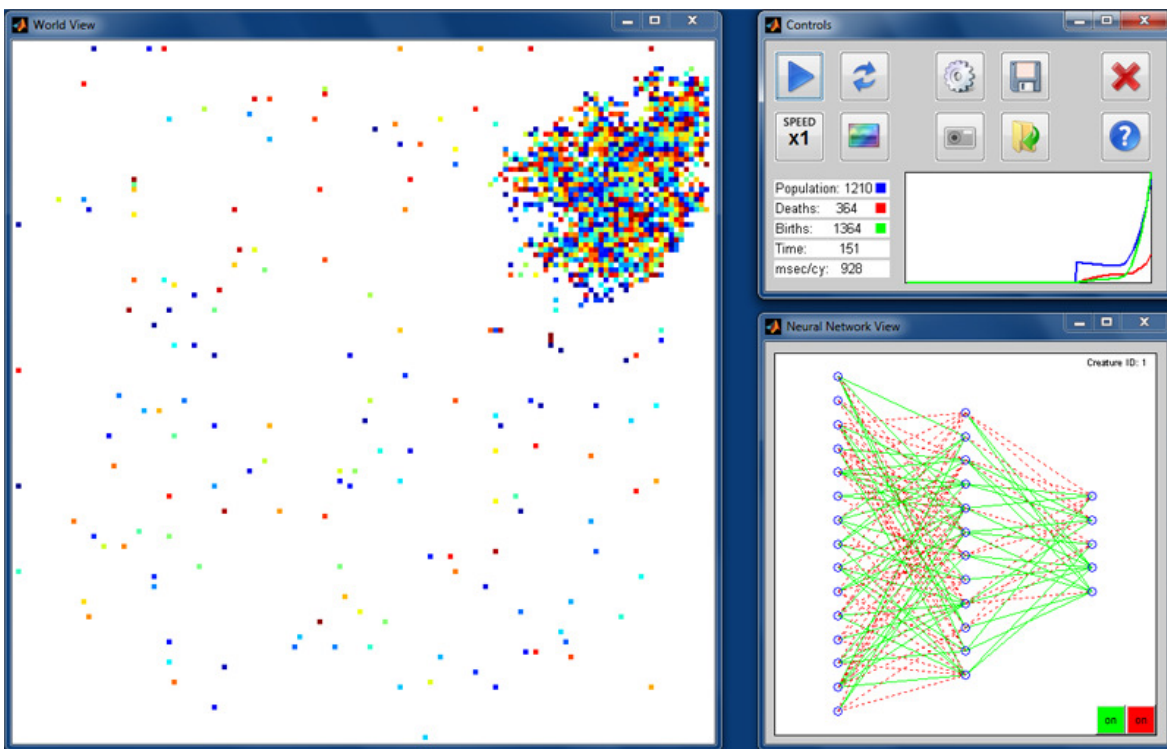 World View
Controls
SPEED
x1
Population: 1210
Deaths: 364
Births: 1364
Time: 151
msec/cy: 928
Neural Network View
Creature ID: 1
on on